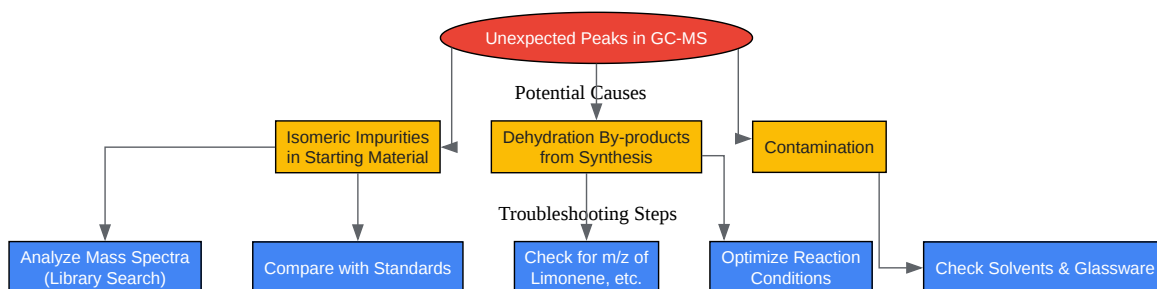 Unexpected Peaks in GC-MS
Potential Causes
Isomeric Impurities
in Starting Material
Dehydration By-products
from Synthesis
Contamination
Troubleshooting Steps
Analyze Mass Spectra
(Library Search)
Compare with Standards
Check for m/z of
Limonene, etc.
Optimize Reaction
Conditions
Check Solvents & Glassware